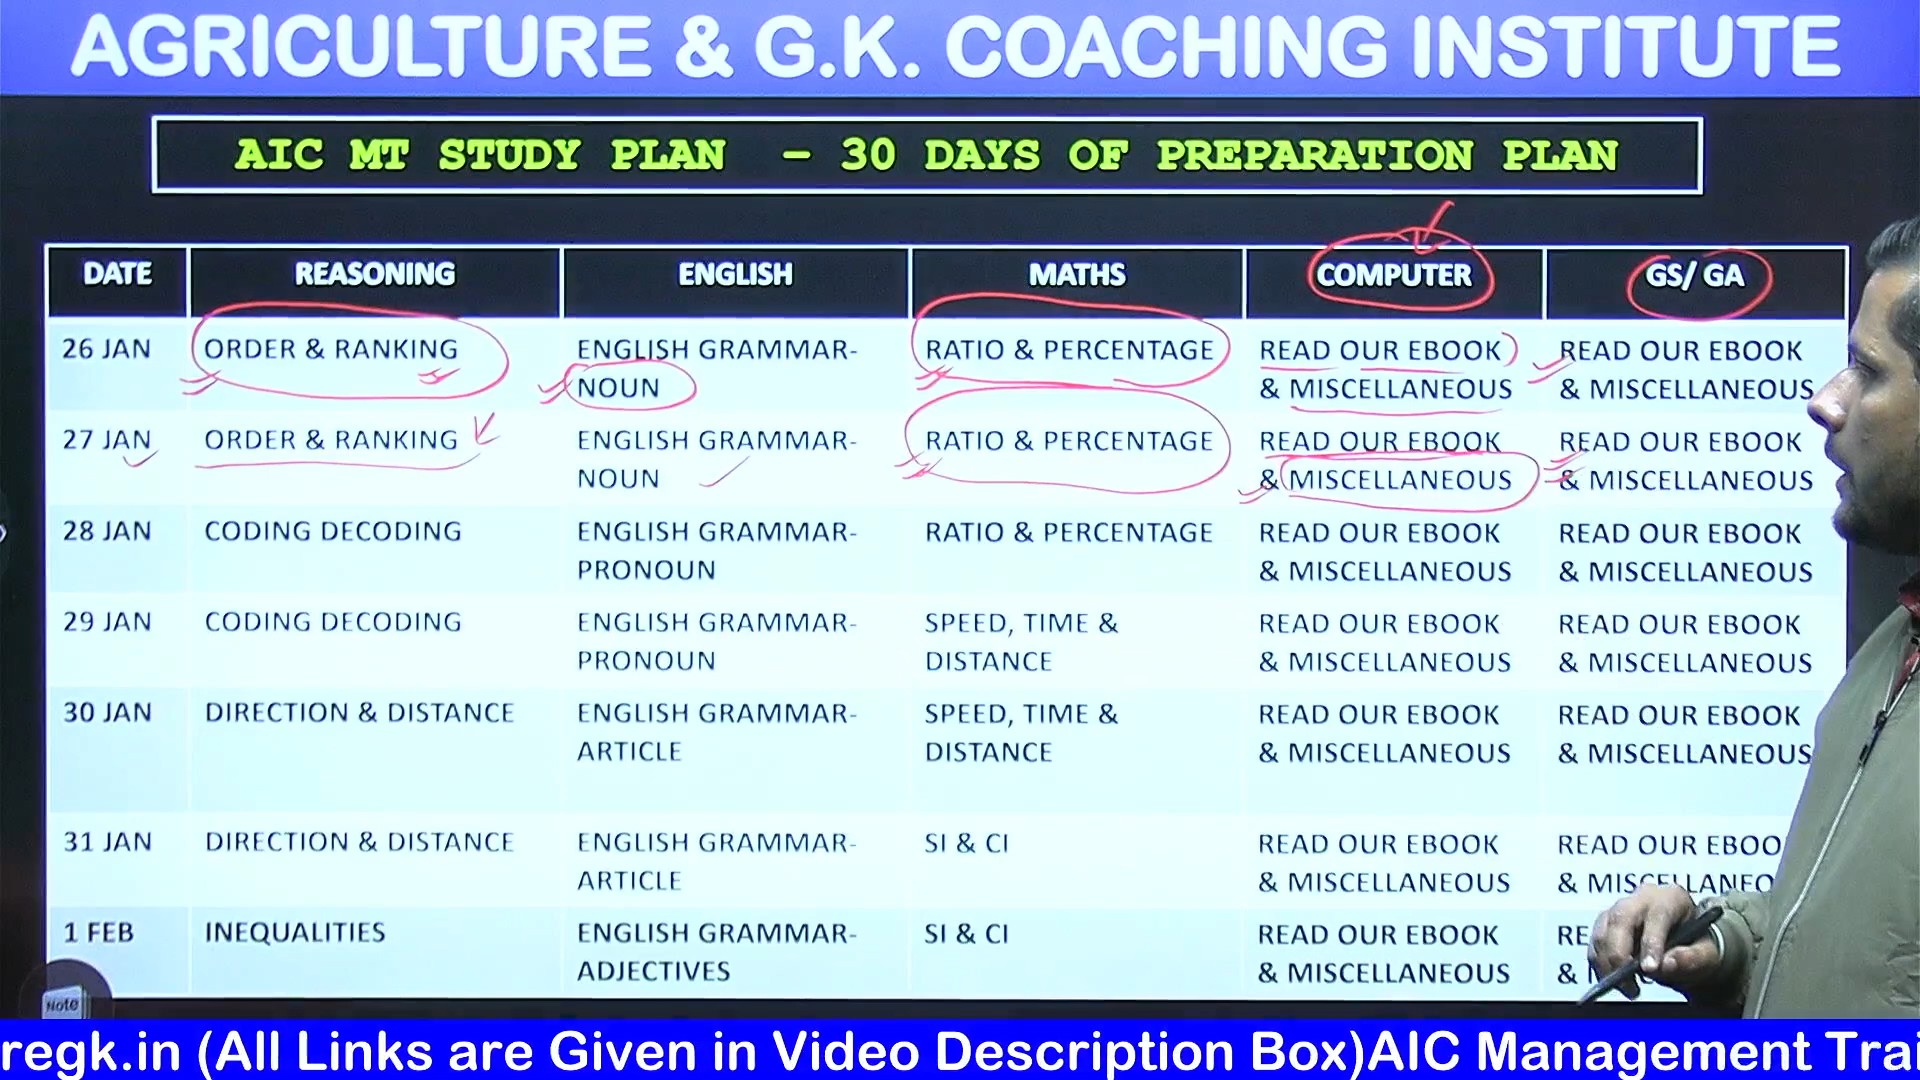 AGRICULTURE & G.K. COACHING INSTITUTE
AIC MT STUDY PLAN – 30 DAYS OF PREPARATION PLAN
DATE REASONING ENGLISH MATHS COMPUTER GS/ GA
26 JAN ORDER & RANKING ENGLISH GRAMMAR- RATIO & PERCENTAGE READ OUR EBOOK READ OUR EBOOK
NOUN & MISCELLANEOUS & MISCELLANEOUS
27 JAN ORDER & RANKING ENGLISH GRAMMAR- RATIO & PERCENTAGE READ OUR EBOOK READ OUR EBOOK
NOUN & MISCELLANEOUS & MISCELLANEOUS
28 JAN CODING DECODING ENGLISH GRAMMAR- RATIO & PERCENTAGE READ OUR EBOOK READ OUR EBOOK
PRONOUN & MISCELLANEOUS & MISCELLANEOUS
29 JAN CODING DECODING ENGLISH GRAMMAR- SPEED, TIME & READ OUR EBOOK READ OUR EBOOK
PRONOUN DISTANCE & MISCELLANEOUS & MISCELLANEOUS
30 JAN DIRECTION & DISTANCE ENGLISH GRAMMAR- SPEED, TIME & READ OUR EBOOK READ OUR EBOOK
ARTICLE DISTANCE & MISCELLANEOUS & MISCELLANEOUS
31 JAN DIRECTION & DISTANCE ENGLISH GRAMMAR- SI & CI READ OUR EBOOK READ OUR EBOO
ARTICLE & MISCELLANEOUS & MISCELLANEO
1 FEB INEQUALITIES ENGLISH GRAMMAR- SI & CI READ OUR EBOOK RE
ADJECTIVES & MISCELLANEOUS &
Note
regk.in (All Links are Given in Video Description Box)AIC Management Trai